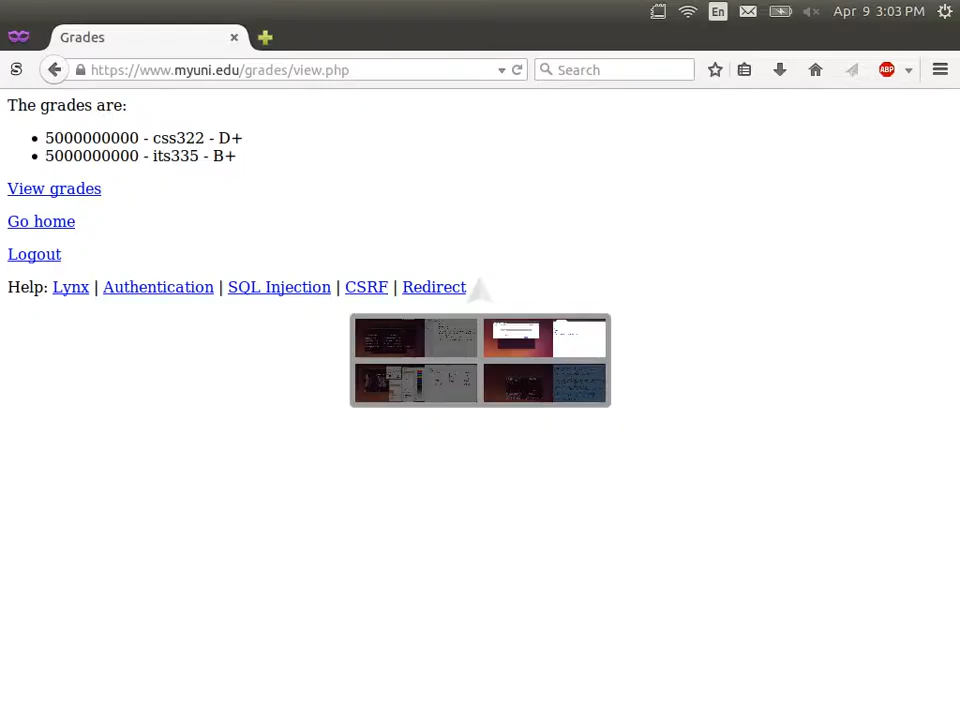 En
Apr 9 3:03 PM
Grades
S
https://www.myuni.edu/grades/view.php
Search
ABP
The grades are:
• 5000000000 - css322 - D+
• 5000000000 - its335 - B+
View grades
Go home
Logout
Help: Lynx | Authentication | SQL Injection | CSRF | Redirect